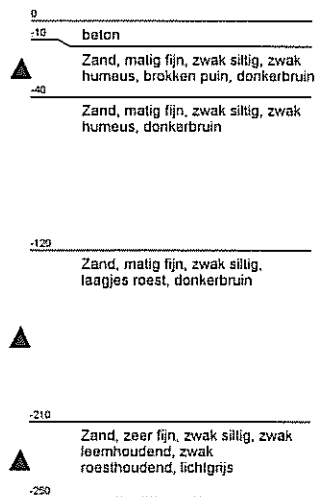 0
-10
beton
Zand, matig fijn, zwak siltig, zwak
humeus, brokken puin, donkerbruin
-40
Zand, matig fijn, zwak siltig, zwak
humeus, donkerbruin
-120
Zand, matig fijn, zwak siltig,
laagjes roest, donkerbruin
-210
Zand, zeer fijn, zwak siltig, zwak
leemhoudend, zwak
roesthoudend, lichtgrijs
-250